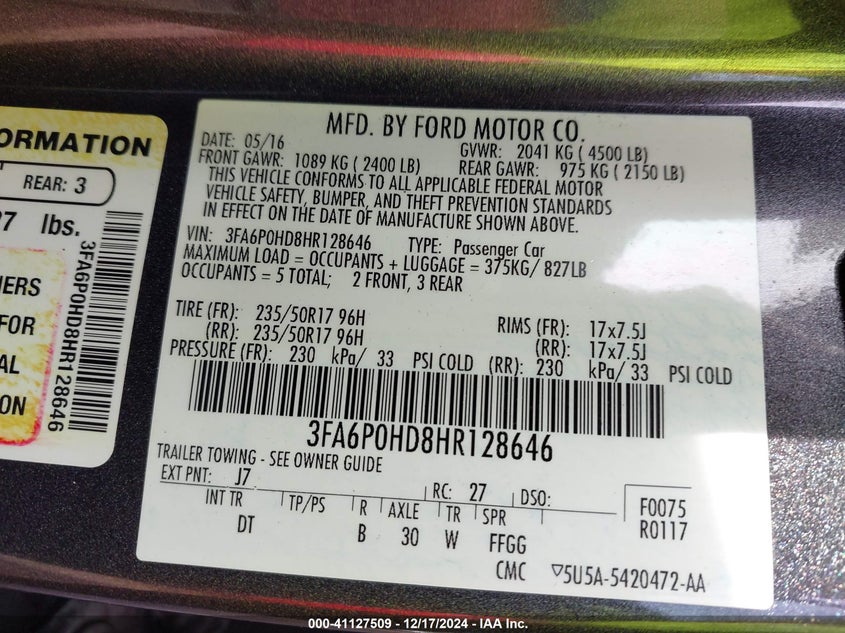 ORMATION
REAR: 3
lbs.
3FA6P0HD8HR128646
ERS
FOR
AL
ON
MFD. BY FORD MOTOR CO.
DATE: 05/16 GVWR: 2041 KG ( 4500 LB)
FRONT GAWR: 1089 KG ( 2400 LB) REAR GAWR: 975 KG ( 2150 LB)
THIS VEHICLE CONFORMS TO ALL APPLICABLE FEDERAL MOTOR
VEHICLE SAFETY, BUMPER, AND THEFT PREVENTION STANDARDS
IN EFFECT ON THE DATE OF MANUFACTURE SHOWN ABOVE.
VIN: 3FA6P0HD8HR128646 TYPE: Passenger Car
MAXIMUM LOAD = OCCUPANTS + LUGGAGE = 375KG/ 827LB
OCCUPANTS = 5 TOTAL; 2 FRONT, 3 REAR
TIRE (FR): 235/50R17 96H RIMS (FR): 17x7.5J
(RR): 235/50R17 96H (RR): 17x7.5J
PRESSURE (FR): 230 kPa/ 33 PSI COLD (RR): 230 kPa/ 33 PSI COLD
3FA6P0HD8HR128646
TRAILER TOWING - SEE OWNER GUIDE
EXT PNT: J7 RC: 27 DSO: F0075
INT TR TP/PS R AXLE TR SPR R0117
DT B 30 W FFGG
CMC ▽5U5A-5420472-AA
000-41127509 - 12/17/2024 - IAA Inc.